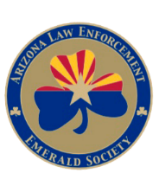 ARIZONA LAW ENFORCEMENT
EMERALD SOCIETY